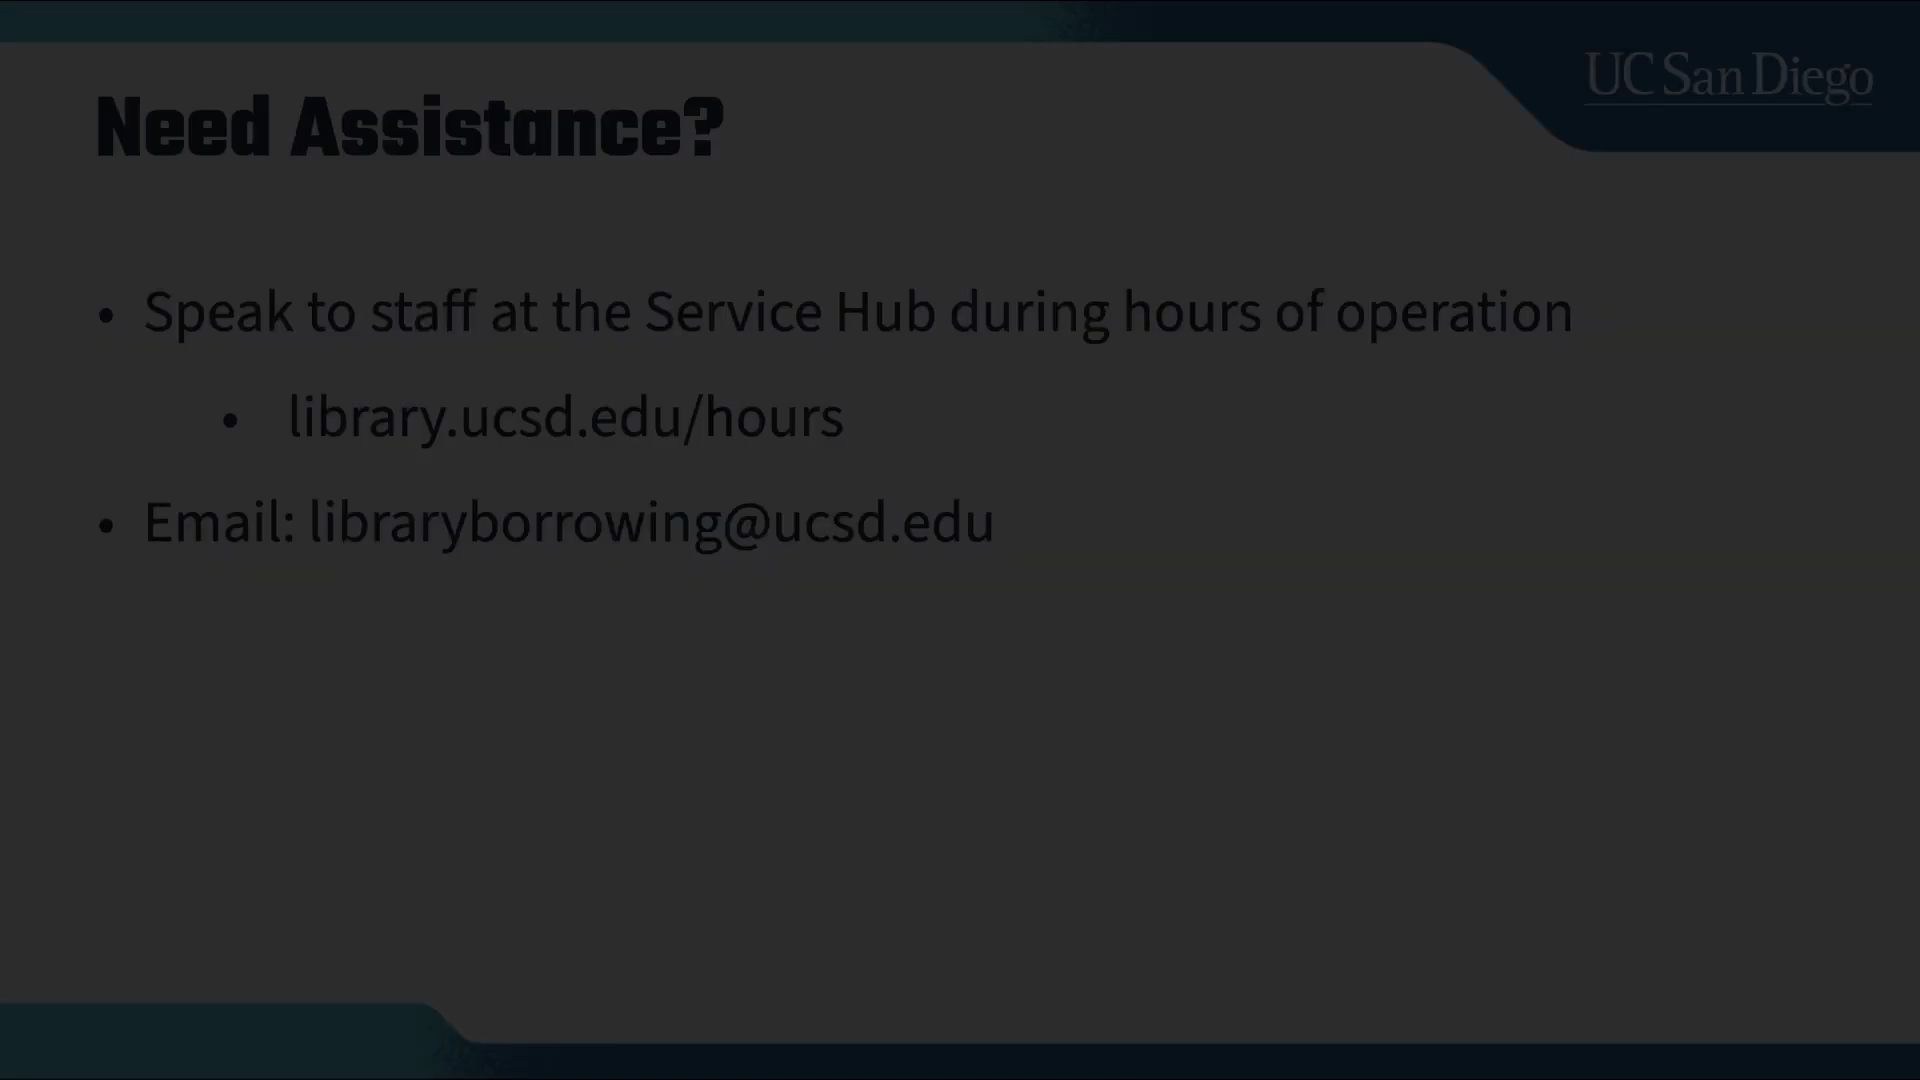 UC San Diego
Need Assistance?
• Speak to staff at the Service Hub during hours of operation
• library.ucsd.edu/hours
• Email: libraryborrowing@ucsd.edu